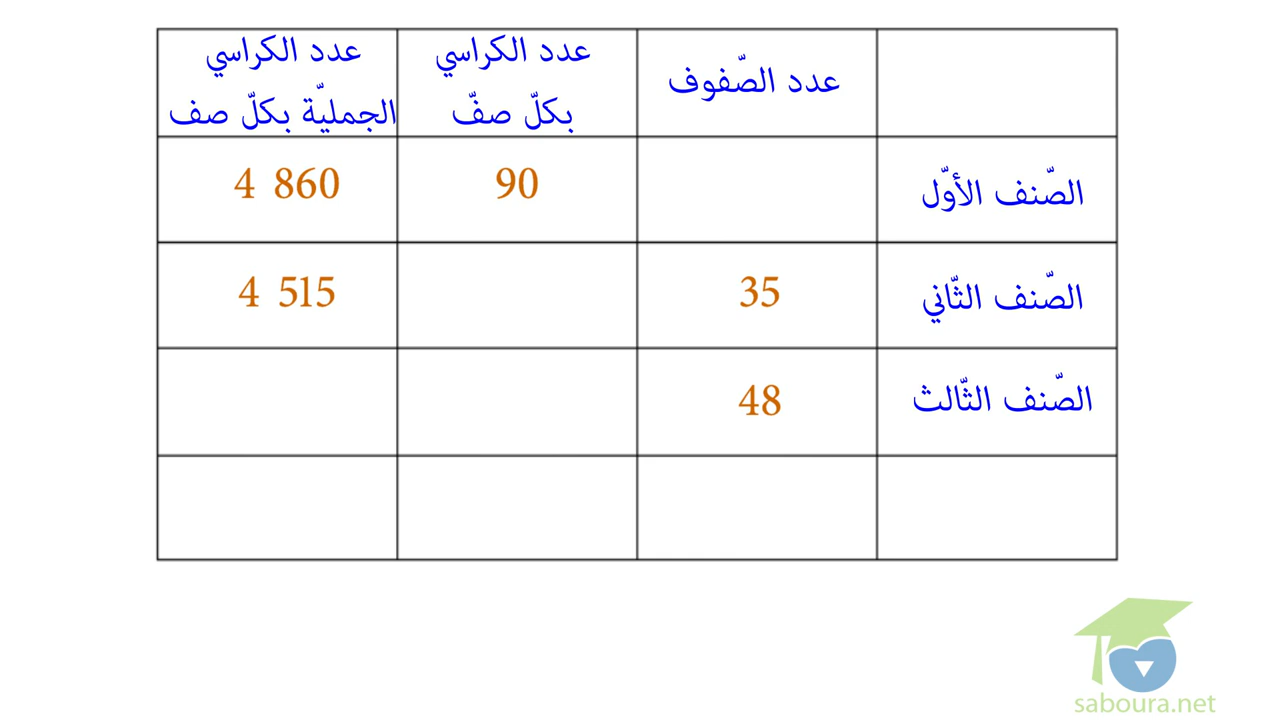 عدد الصّفوف
عدد الكراسي
بكلّ صفّ
عدد الكراسي
الجمليّة بكلّ صف
الصّنف الأوّل
90
4 860
الصّنف الثّاني
35
4 515
الصّنف الثّالث
48
saboura.net